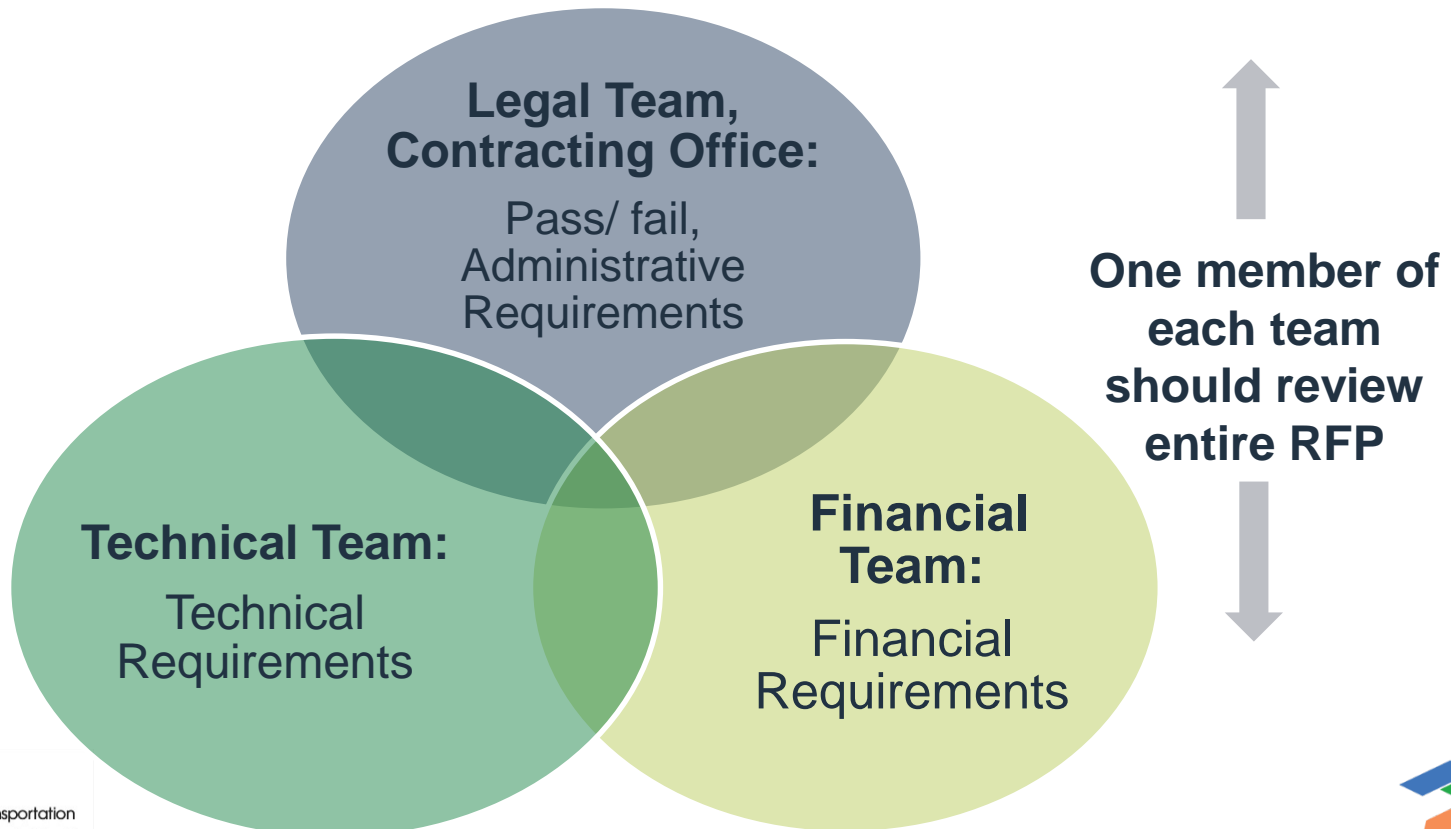 Legal Team,
Contracting Office:
Pass/ fail,
Administrative
Requirements
One member of
each team
should review
entire RFP
Technical Team:
Technical
Requirements
Financial
Team:
Financial
Requirements